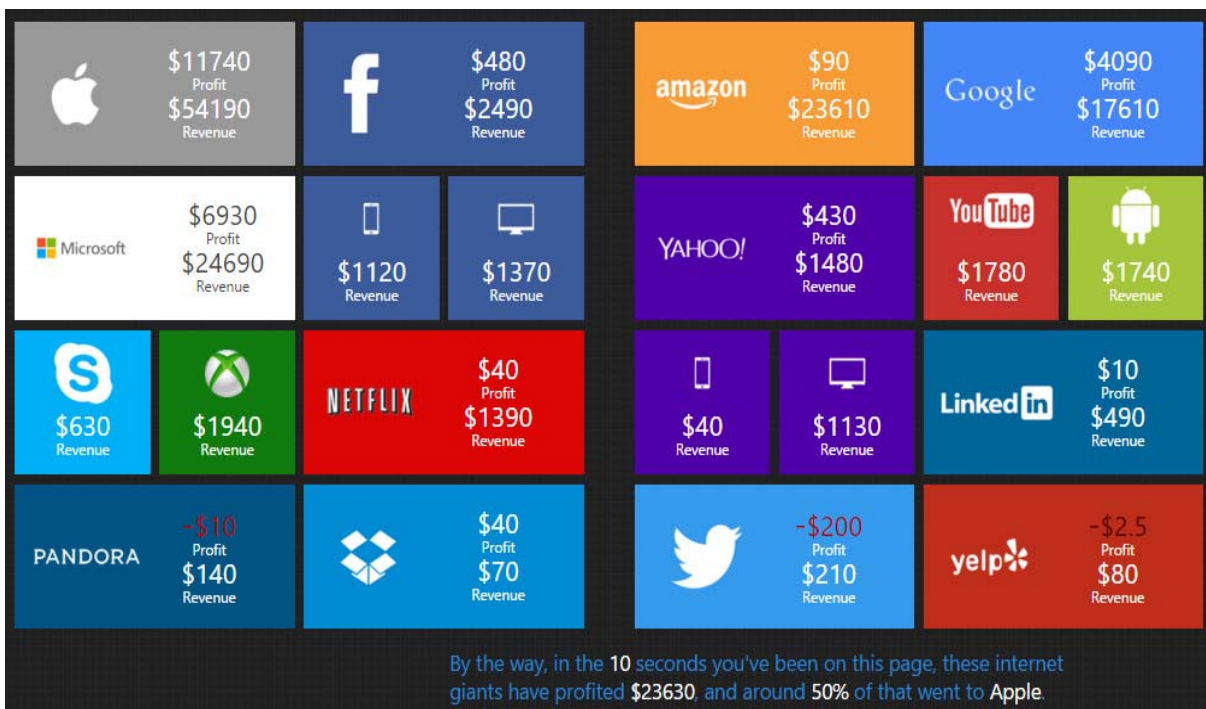 $11740
Profit
$54190
Revenue
f
$480
Profit
$2490
Revenue
amazon
$90
Profit
$23610
Revenue
Google
$4090
Profit
$17610
Revenue
Microsoft
$6930
Profit
$24690
Revenue
$1120
Revenue
$1370
Revenue
YAHOO!
$430
Profit
$1480
Revenue
YouTube
$1780
Revenue
$1740
Revenue
S
$630
Revenue
$1940
Revenue
NETFLIX
$40
Profit
$1390
Revenue
$40
Revenue
$1130
Revenue
Linked in
$10
Profit
$490
Revenue
PANDORA
-$10
Profit
$140
Revenue
$40
Profit
$70
Revenue
-$200
Profit
$210
Revenue
yelp
-$2.5
Profit
$80
Revenue
By the way, in the 10 seconds you've been on this page, these internet
giants have profited $23630, and around 50% of that went to Apple.